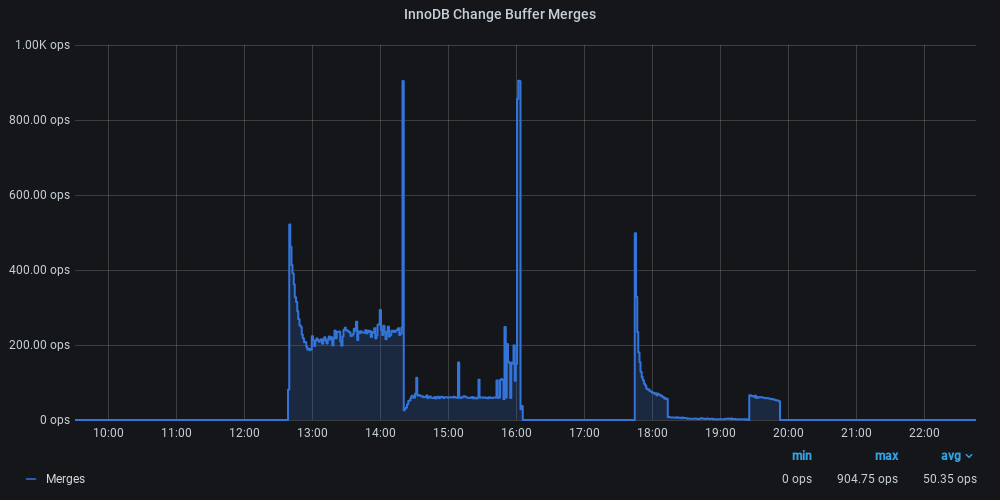 InnoDB Change Buffer Merges
1.00K ops
800.00 ops
600.00 ops
400.00 ops
200.00 ops
0 ops
10:00 11:00 12:00 13:00 14:00 15:00 16:00 17:00 18:00 19:00 20:00 21:00 22:00
min max avg
Merges 0 ops 904.75 ops 50.35 ops